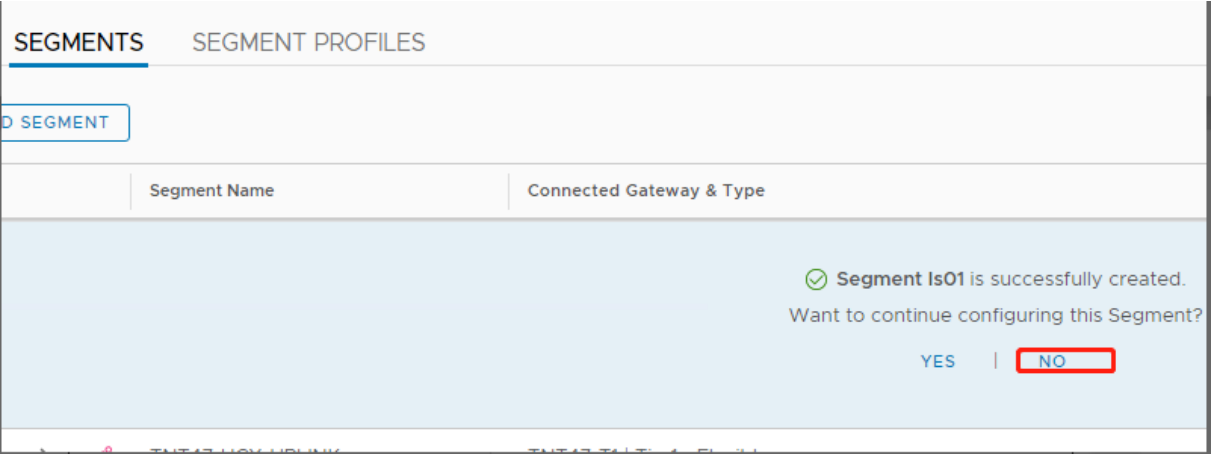 SEGMENTS SEGMENT PROFILES
D SEGMENT
Segment Name Connected Gateway & Type
Segment ls01 is successfully created.
Want to continue configuring this Segment?
YES | NO